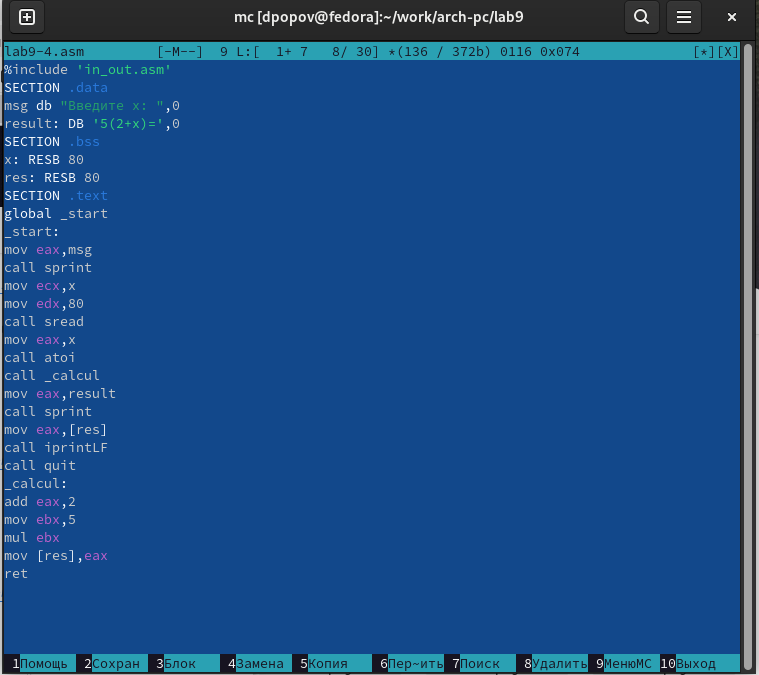 mc [dpopov@fedora]:~/work/arch-pc/lab9
lab9-4.asm [-M--] 9 L:[ 1+ 7 8/ 30] *(136 / 372b) 0116 0x074 [*][X]
%include 'in_out.asm'
SECTION .data
msg db "Введите x: ",0
result: DB '5(2+x)=',0
SECTION .bss
x: RESB 80
res: RESB 80
SECTION .text
global _start
_start:
mov eax,msg
call sprint
mov ecx,x
mov edx,80
call sread
mov eax,x
call atoi
call _calcul
mov eax,result
call sprint
mov eax,[res]
call iprintLF
call quit
_calcul:
add eax,2
mov ebx,5
mul ebx
mov [res],eax
ret
1Помощь 2Сохран 3Блок 4Замена 5Копия 6Пер~ить 7Поиск 8Удалить 9МенюMC 10Выход